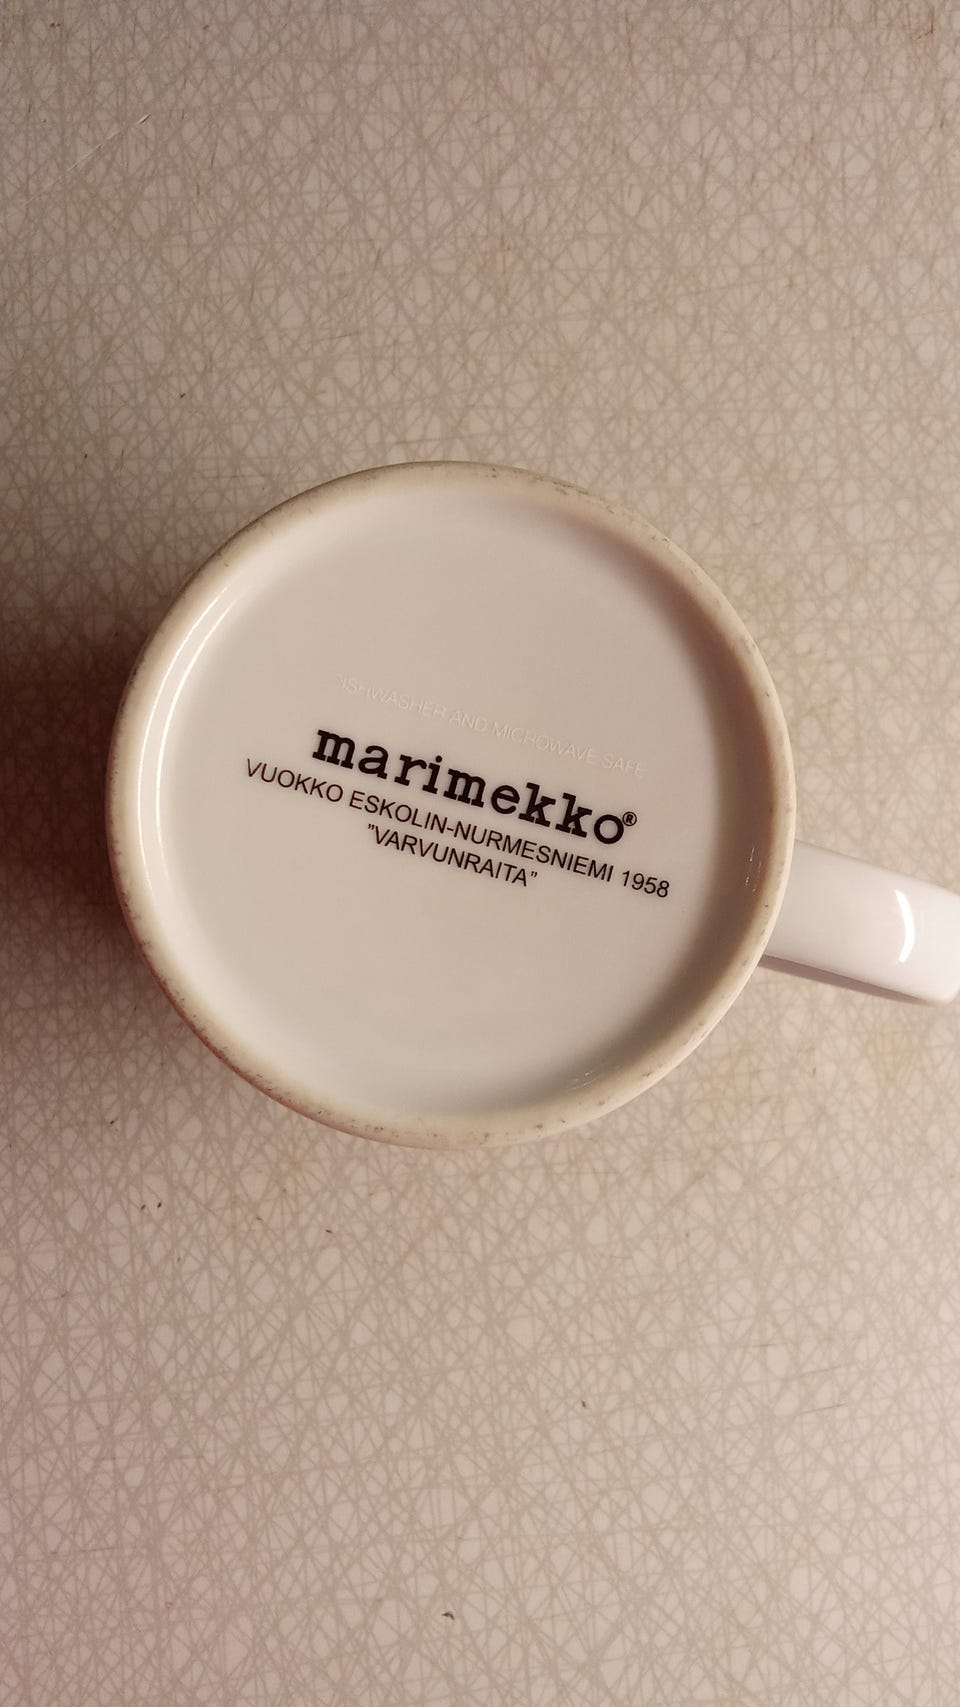 DISHWASHER AND MICROWAVE SAFE
marimekko®
VUOKKO ESKOLIN-NURMESNIEMI 1958
”VARVUNRAITA”